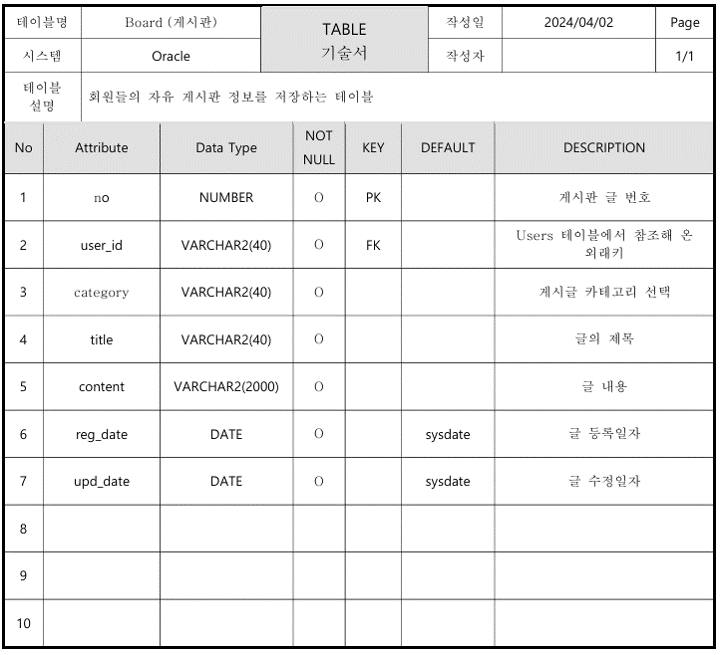 테이블명 Board (게시판) TABLE 기술서 작성일 2024/04/02 Page
시스템 Oracle 작성자 1/1
테이블 설명 회원들의 자유 게시판 정보를 저장하는 테이블
No Attribute Data Type NOT NULL KEY DEFAULT DESCRIPTION
1 no NUMBER O PK 게시판 글 번호
2 user_id VARCHAR2(40) O FK Users 테이블에서 참조해 온 외래키
3 category VARCHAR2(40) O 게시글 카테고리 선택
4 title VARCHAR2(40) O 글의 제목
5 content VARCHAR2(2000) O 글 내용
6 reg_date DATE O sysdate 글 등록일자
7 upd_date DATE O sysdate 글 수정일자
8
9
10